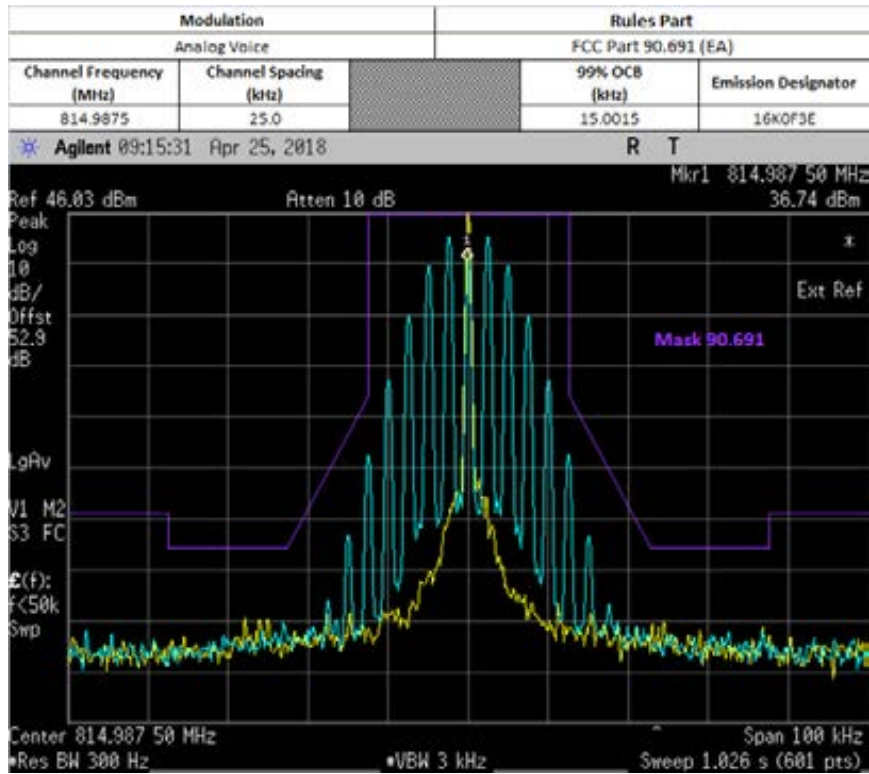 Modulation Rules Part
Analog Voice FCC Part 90.691 (EA)
Channel Frequency (MHz) Channel Spacing (kHz) 99% OCB (kHz) Emission Designator
814.9875 25.0 15.0015 16K0F3E
Agilent 09:15:31 Apr 25, 2018 R T
Mkr1 814.987 50 MHz
Ref 46.03 dBm Atten 10 dB 36.74 dBm
Peak
Log
10
dB/
Offst
52.9
dB
1
*
Ext Ref
Mask 90.691
LgAv
V1 M2
S3 FC
£(f):
f<50k
Swp
Center 814.987 50 MHz Span 100 kHz
*Res BW 300 Hz *VBW 3 kHz Sweep 1.026 s (601 pts)